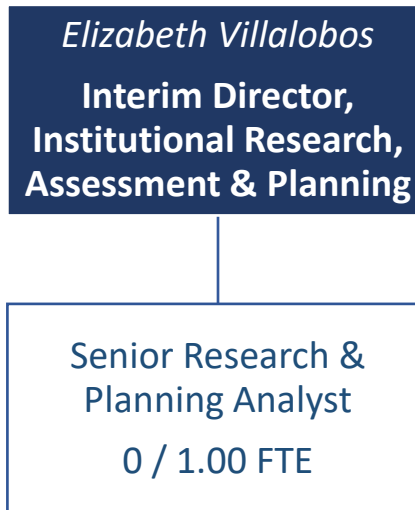 Elizabeth Villalobos
Interim Director,
Institutional Research,
Assessment & Planning
Senior Research &
Planning Analyst
0 / 1.00 FTE